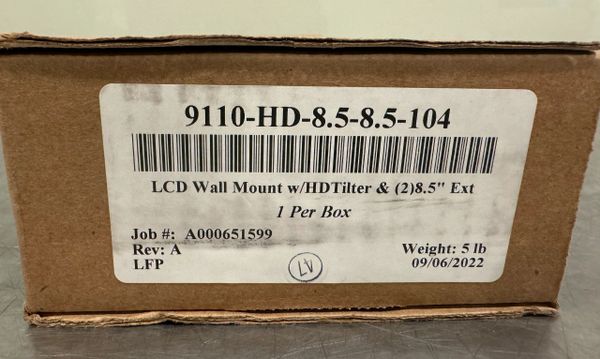 9110-HD-8.5-8.5-104
LCD Wall Mount w/HDTilter & (2)8.5" Ext
1 Per Box
Job #: A000651599
Rev: A
Weight: 5 lb
LFP
09/06/2022